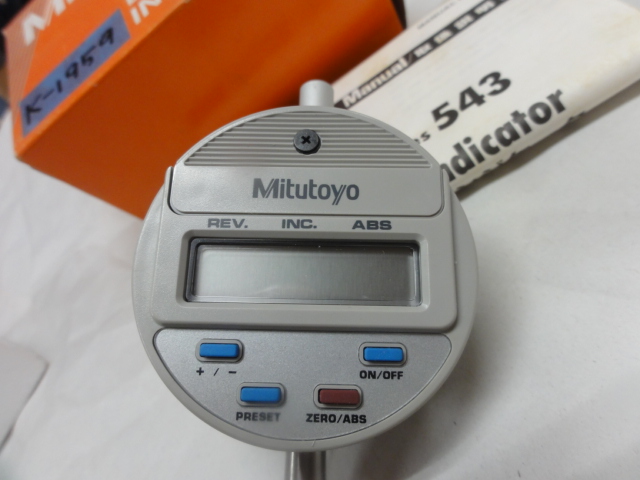 K-1959
Manual/
543
ndicator
Mitutoyo
REV. INC. ABS
+ / -
ON/OFF
PRESET
ZERO/ABS